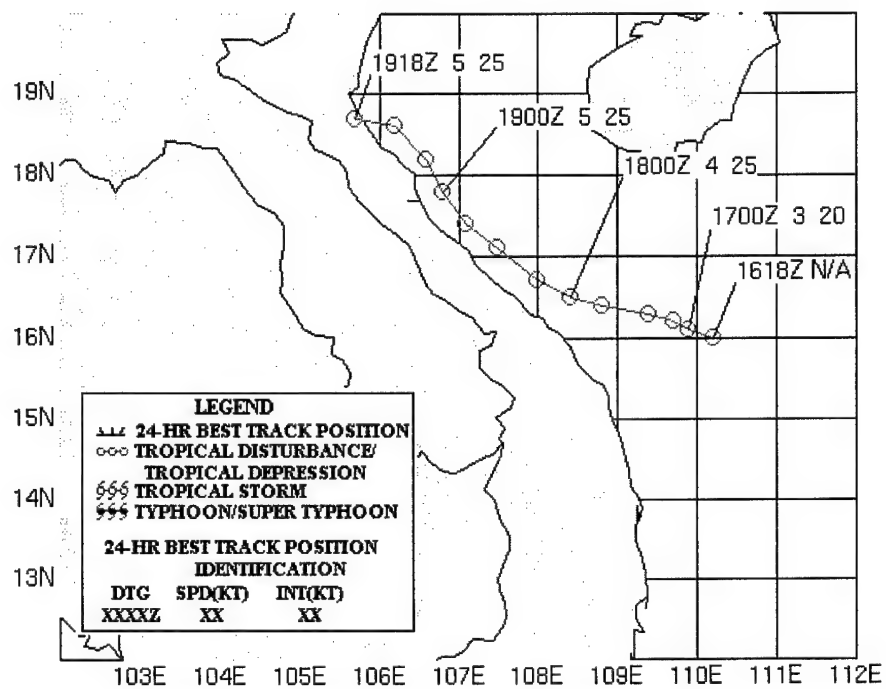 19N
1918Z 5 25
1900Z 5 25
18N
1800Z 4 25
1700Z 3 20
17N
1618Z N/A
16N
15N
LEGEND
24-HR BEST TRACK POSITION
TROPICAL DISTURBANCE/
TROPICAL DEPRESSION
TROPICAL STORM
TYPHOON/SUPER TYPHOON
14N
24-HR BEST TRACK POSITION
IDENTIFICATION
13N
DTG SPD(KT) INT(KT)
XXXXZ XX XX
103E 104E 105E 106E 107E 108E 109E 110E 111E 112E